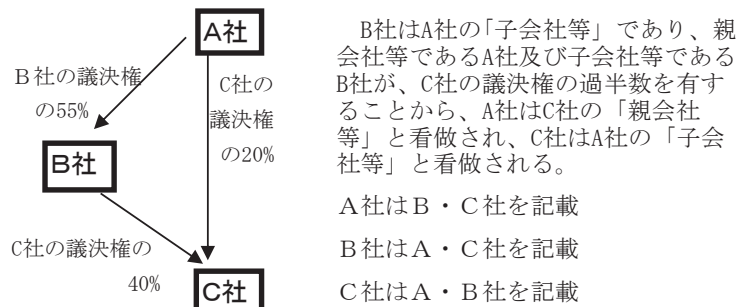 A社
B社の議決権
の55%
C社の
議決権
の20%
B社
C社の議決権の
40%
C社
B社はA社の「子会社等」であり、親
会社等であるA社及び子会社等である
B社が、C社の議決権の過半数を有す
ることから、A社はC社の「親会社
等」と看做され、C社はA社の「子会
社等」と看做される。
A社はB・C社を記載
B社はA・C社を記載
C社はA・B社を記載